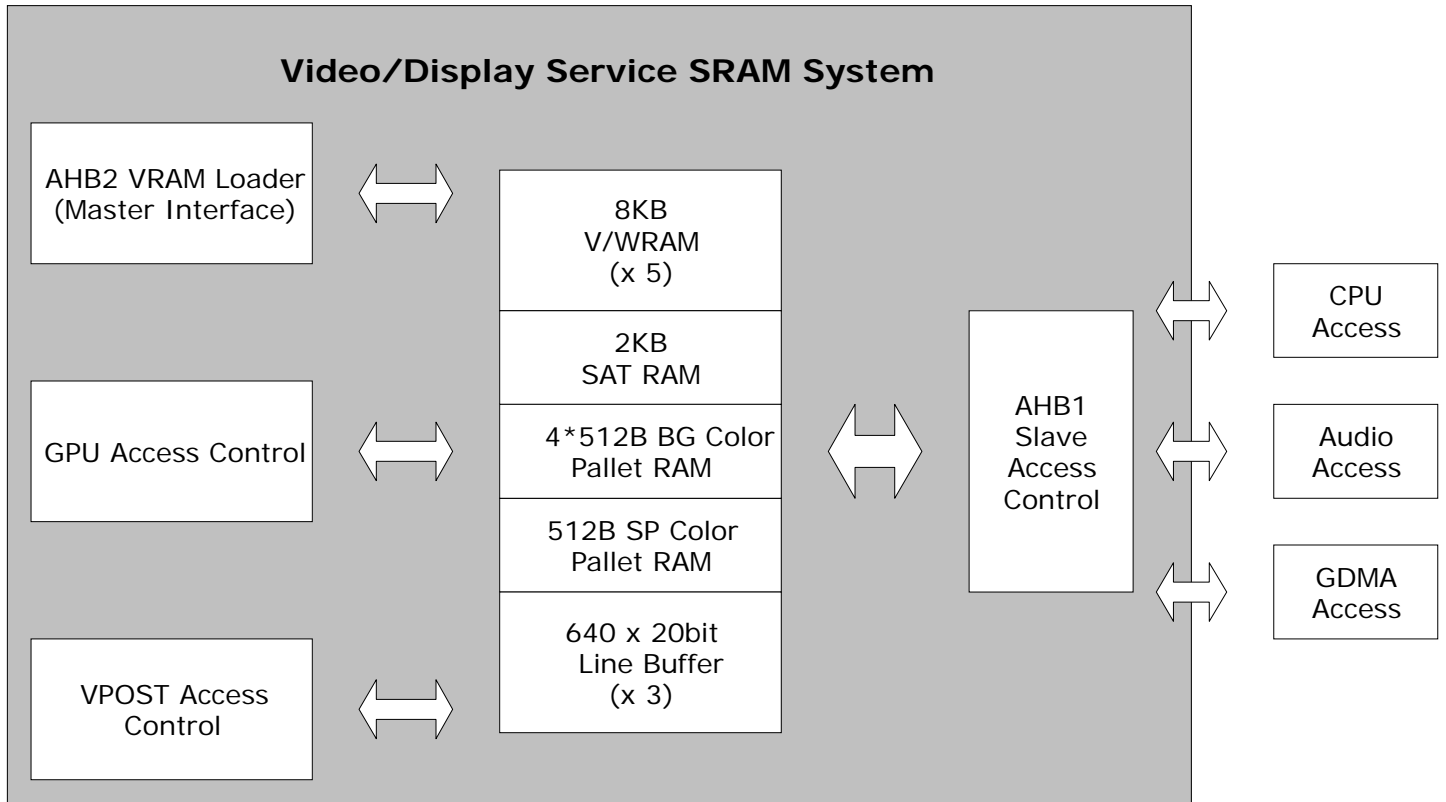 Video/Display Service SRAM System
AHB2 VRAM Loader
(Master Interface)
GPU Access Control
VPOST Access
Control
8KB
V/WRAM
(x 5)
2KB
SAT RAM
4*512B BG Color
Pallet RAM
512B SP Color
Pallet RAM
640 x 20bit
Line Buffer
(x 3)
AHB1
Slave
Access
Control
CPU
Access
Audio
Access
GDMA
Access